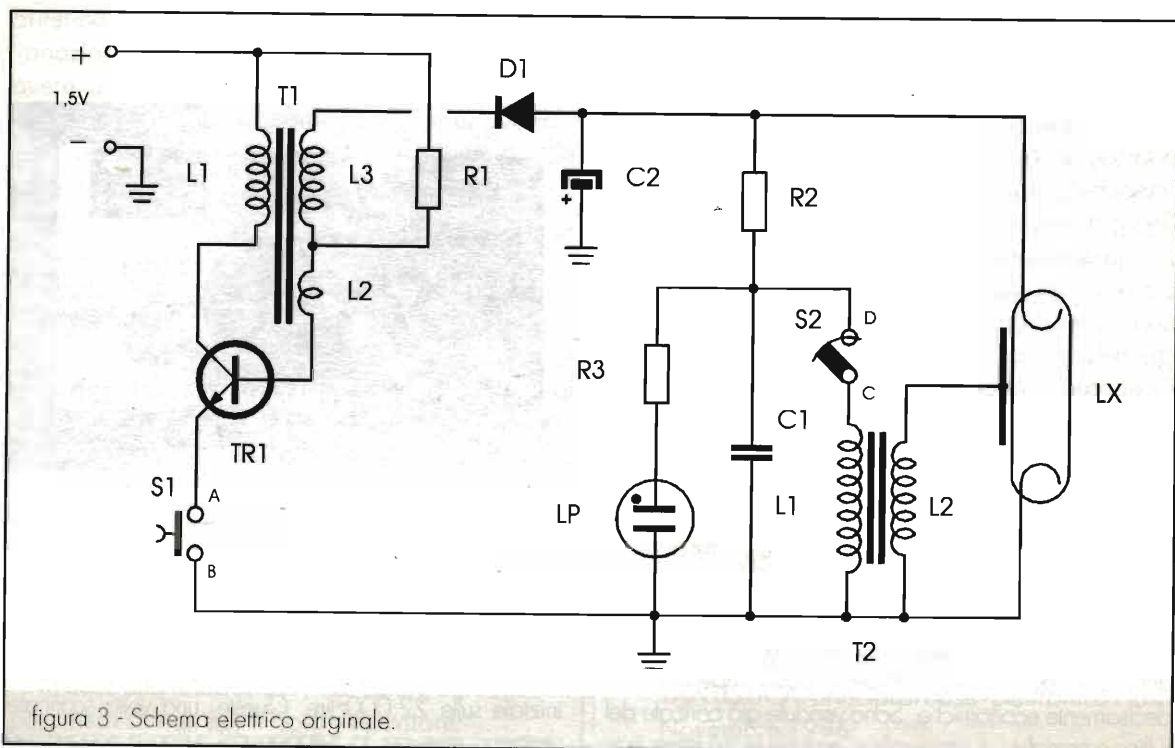 +
1,5V
−
T1
L1
L3
R1
L2
TR1
S1
A
B
D1
C2
+
R2
R3
LP
C1
S2
D
C
L1
L2
T2
LX
figura 3 - Schema elettrico originale.